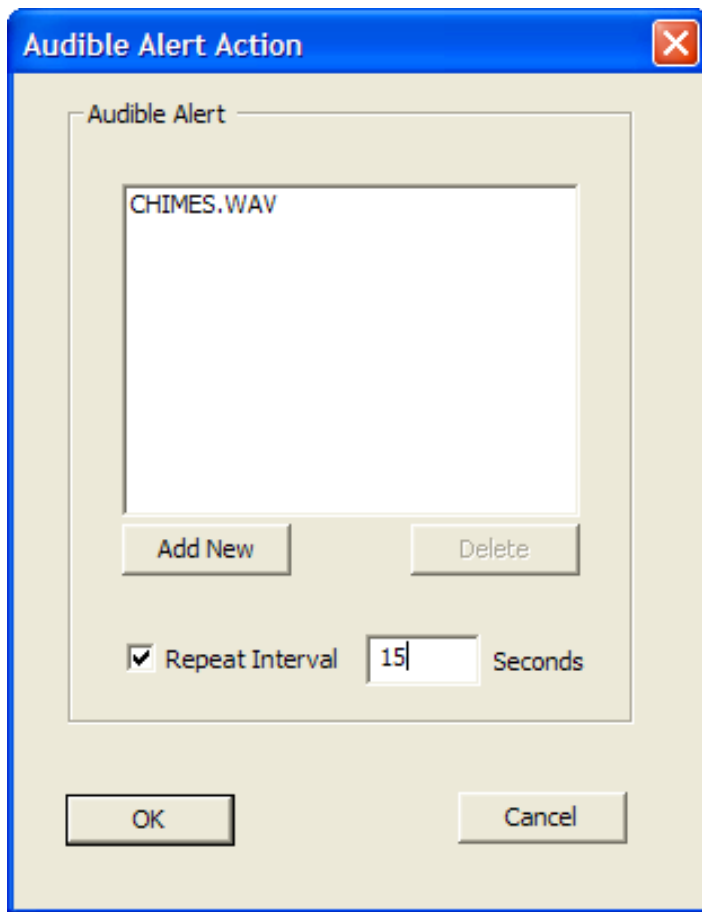 Audible Alert Action
Audible Alert
CHIMES.WAV
Add New Delete
Repeat Interval 15 Seconds
OK Cancel